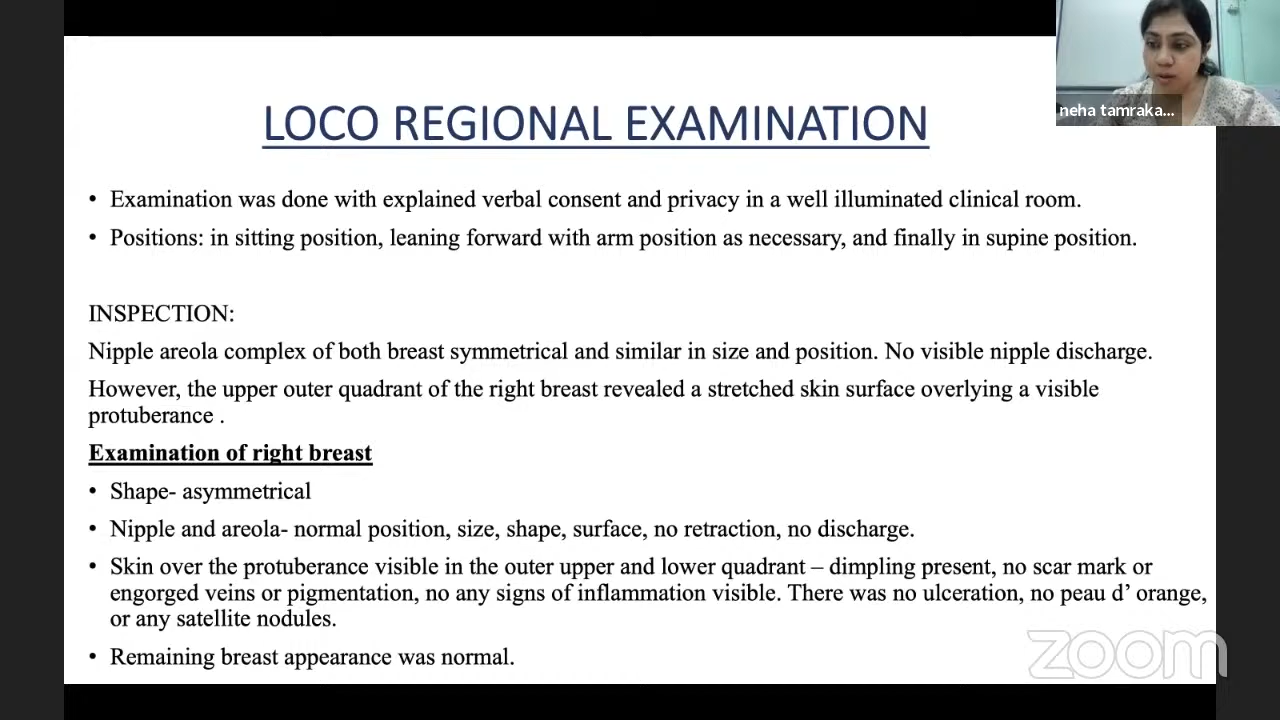 LOCO REGIONAL EXAMINATION
neha tamraka...
• Examination was done with explained verbal consent and privacy in a well illuminated clinical room.
• Positions: in sitting position, leaning forward with arm position as necessary, and finally in supine position.
INSPECTION:
Nipple areola complex of both breast symmetrical and similar in size and position. No visible nipple discharge.
However, the upper outer quadrant of the right breast revealed a stretched skin surface overlying a visible
protuberance .
Examination of right breast
• Shape- asymmetrical
• Nipple and areola- normal position, size, shape, surface, no retraction, no discharge.
• Skin over the protuberance visible in the outer upper and lower quadrant – dimpling present, no scar mark or
engorged veins or pigmentation, no any signs of inflammation visible. There was no ulceration, no peau d’ orange,
or any satellite nodules.
• Remaining breast appearance was normal.
zoom